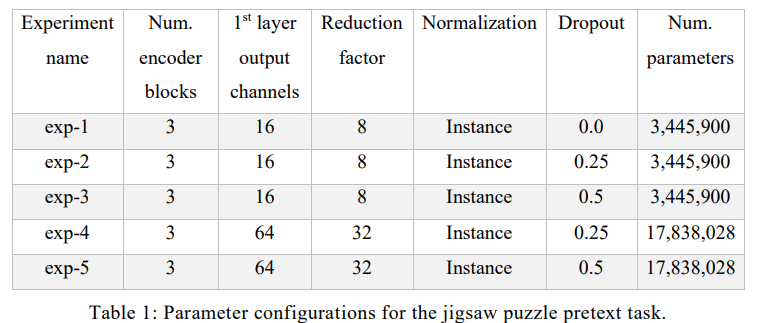 Experiment name Num. encoder blocks 1st layer output channels Reduction factor Normalization Dropout Num. parameters
exp-1 3 16 8 Instance 0.0 3,445,900
exp-2 3 16 8 Instance 0.25 3,445,900
exp-3 3 16 8 Instance 0.5 3,445,900
exp-4 3 64 32 Instance 0.25 17,838,028
exp-5 3 64 32 Instance 0.5 17,838,028
Table 1: Parameter configurations for the jigsaw puzzle pretext task.